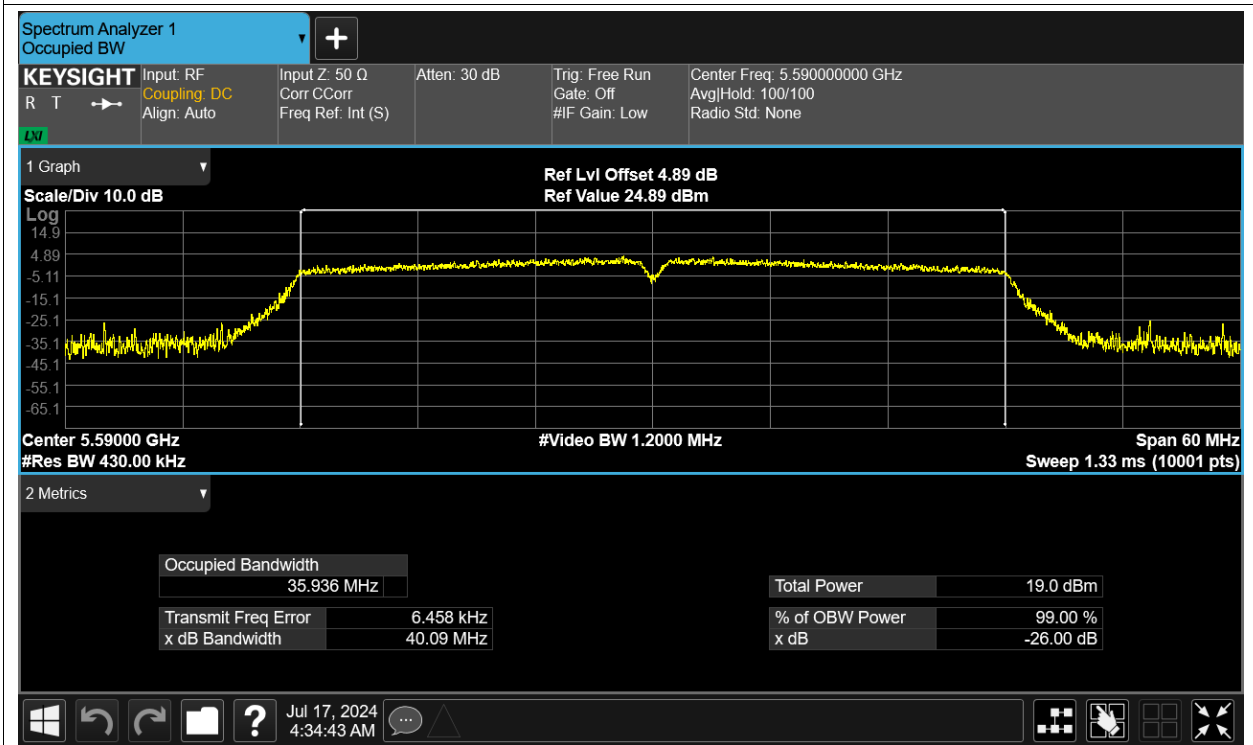 Spectrum Analyzer 1
Occupied BW
KEYSIGHT
R T
LXI
Input: RF
Coupling: DC
Align: Auto
Input Z: 50 Ω
Corr CCorr
Freq Ref: Int (S)
Atten: 30 dB
Trig: Free Run
Gate: Off
#IF Gain: Low
Center Freq: 5.590000000 GHz
Avg|Hold: 100/100
Radio Std: None
1 Graph
Scale/Div 10.0 dB
Ref Lvl Offset 4.89 dB
Ref Value 24.89 dBm
Log
14.9
4.89
-5.11
-15.1
-25.1
-35.1
-45.1
-55.1
-65.1
Center 5.59000 GHz
#Video BW 1.2000 MHz
Span 60 MHz
#Res BW 430.00 kHz
Sweep 1.33 ms (10001 pts)
2 Metrics
Occupied Bandwidth
35.936 MHz
Total Power 19.0 dBm
Transmit Freq Error 6.458 kHz
% of OBW Power 99.00 %
x dB Bandwidth 40.09 MHz
x dB -26.00 dB
?
Jul 17, 2024
4:34:43 AM